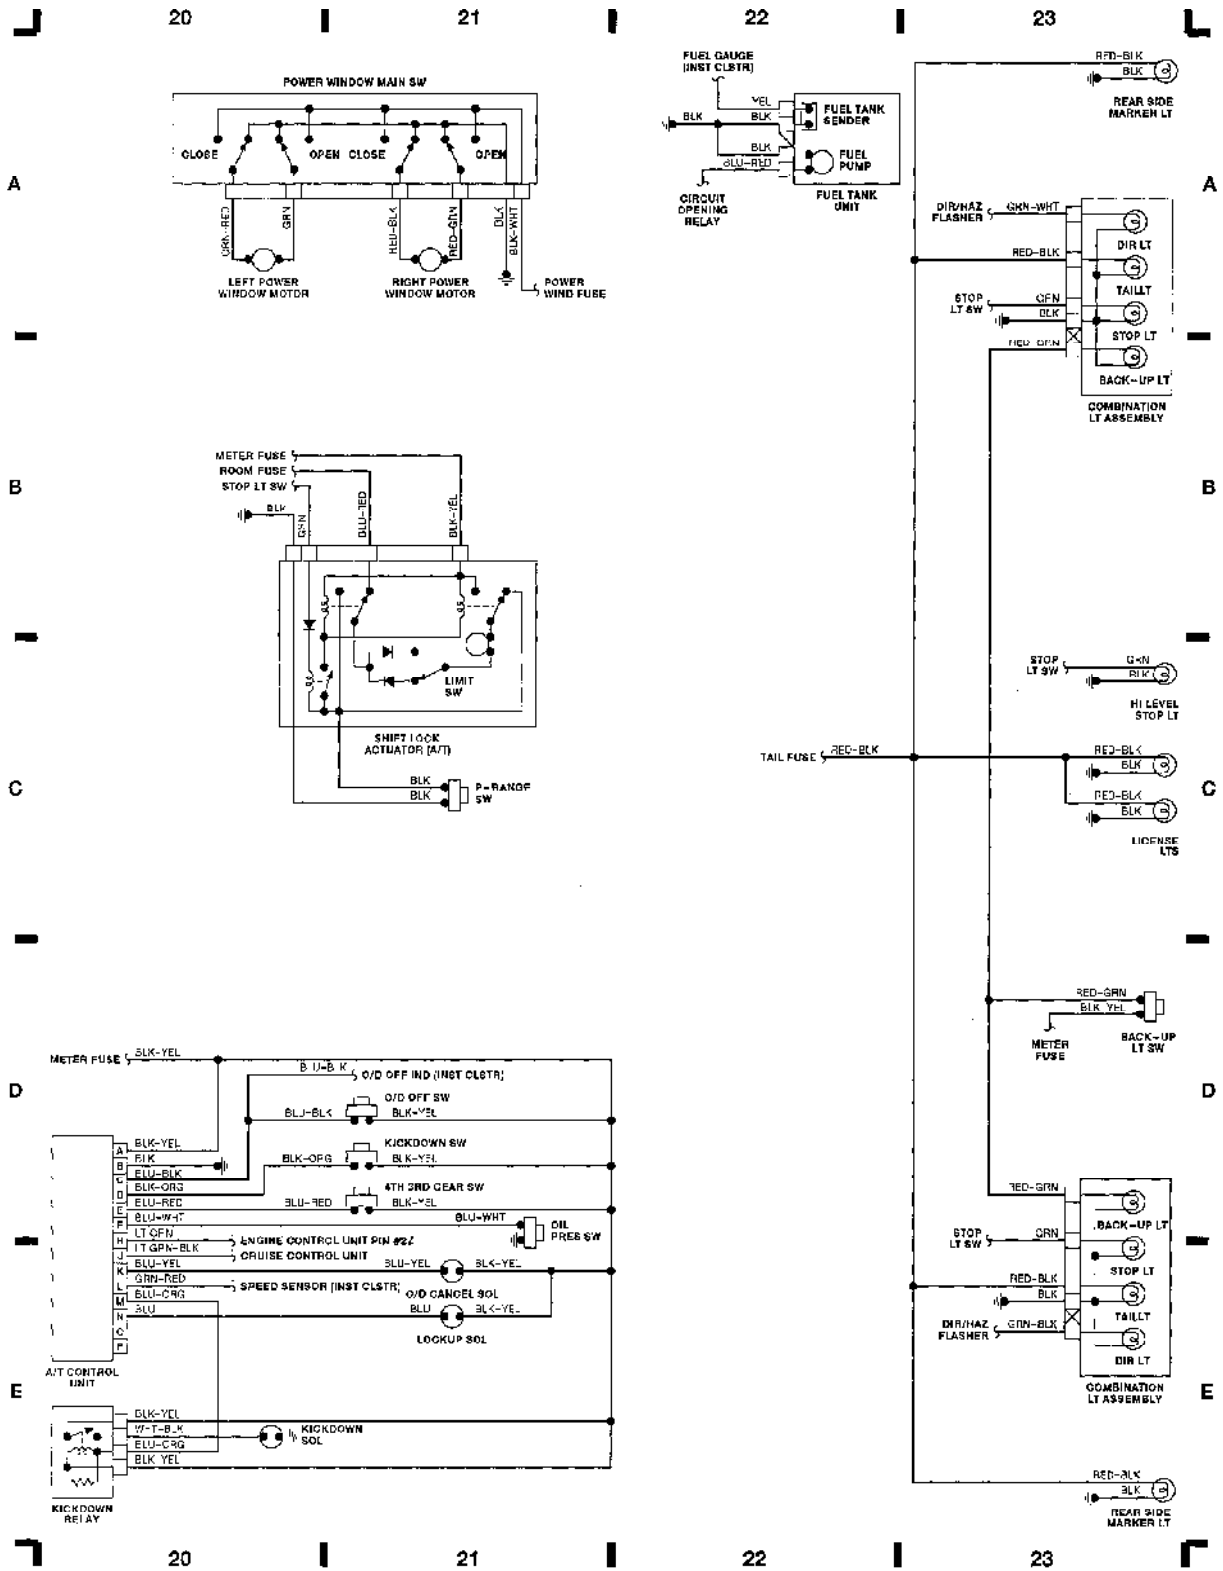 20
21
22
23
POWER WINDOW MAIN SW
CLOSE
OPEN
CLOSE
OPEN
GRN-RED
GRN
RED-BLK
RED-GRN
BLK
BLK-WHT
LEFT POWER
WINDOW MOTOR
RIGHT POWER
WINDOW MOTOR
POWER
WIND FUSE
FUEL GAUGE
(INST CLSTR)
YEL
BLK
BLK
BLK
BLU-RED
FUEL TANK
SENDER
FUEL
PUMP
CIRCUIT
OPENING
RELAY
FUEL TANK
UNIT
RED-BLK
BLK
REAR SIDE
MARKER LT
A
A
DIR/HAZ
FLASHER
GRN-WHT
DIR LT
RED-BLK
TAILLT
STOP
LT SW
GRN
BLK
STOP LT
RED-GRN
BACK-UP LT
COMBINATION
LT ASSEMBLY
B
B
METER FUSE
ROOM FUSE
STOP LT SW
BLK
GRN
BLU-RED
BLK-YEL
LIMIT
SW
SHIFT LOCK
ACTUATOR (A/T)
BLK
BLK
P-RANGE
SW
STOP
LT SW
GRN
BLK
HI LEVEL
STOP LT
C
C
TAIL FUSE
RED-BLK
RED-BLK
BLK
RED-BLK
BLK
LICENSE
LTS
RED-GRN
BLK-YEL
METER
FUSE
BACK-UP
LT SW
D
D
METER FUSE
BLK-YEL
BLU-BLK
O/D OFF IND (INST CLSTR)
O/D OFF SW
BLU-BLK
BLK-YEL
KICKDOWN SW
BLK-ORG
BLK-YEL
4TH 3RD GEAR SW
BLU-RED
BLK-YEL
BLU-WHT
OIL
PRES SW
A BLK-YEL
B BLK
C BLU-BLK
D BLK-ORG
E BLU-RED
F BLU-WHT
H LT GRN
J LT GRN-BLK
K BLU-YEL
L GRN-RED
M BLU-ORG
N BLU
O
P
ENGINE CONTROL UNIT PIN #22
CRUISE CONTROL UNIT
BLU-YEL
BLK-YEL
SPEED SENSOR (INST CLSTR)
O/D CANCEL SOL
BLU
BLK-YEL
LOCKUP SOL
A/T CONTROL
UNIT
E
E
BLK-YEL
WHT-BLK
BLU-ORG
BLK-YEL
KICKDOWN
SOL
KICKDOWN
RELAY
RED-GRN
BACK-UP LT
STOP
LT SW
GRN
STOP LT
RED-BLK
BLK
TAILLT
DIR/HAZ
FLASHER
GRN-BLK
DIR LT
COMBINATION
LT ASSEMBLY
RED-BLK
BLK
REAR SIDE
MARKER LT
20
21
22
23